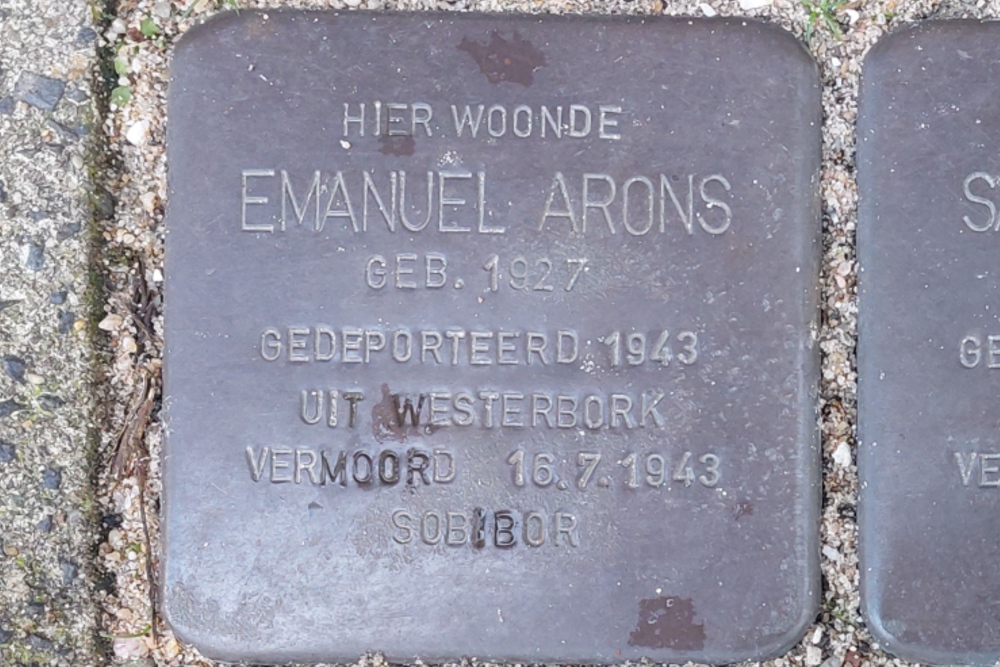 HIER WOONDE
EMANUEL ARONS
GEB. 1927
GEDEPORTEERD 1943
UIT WESTERBORK
VERMOORD 16.7.1943
SOBIBOR